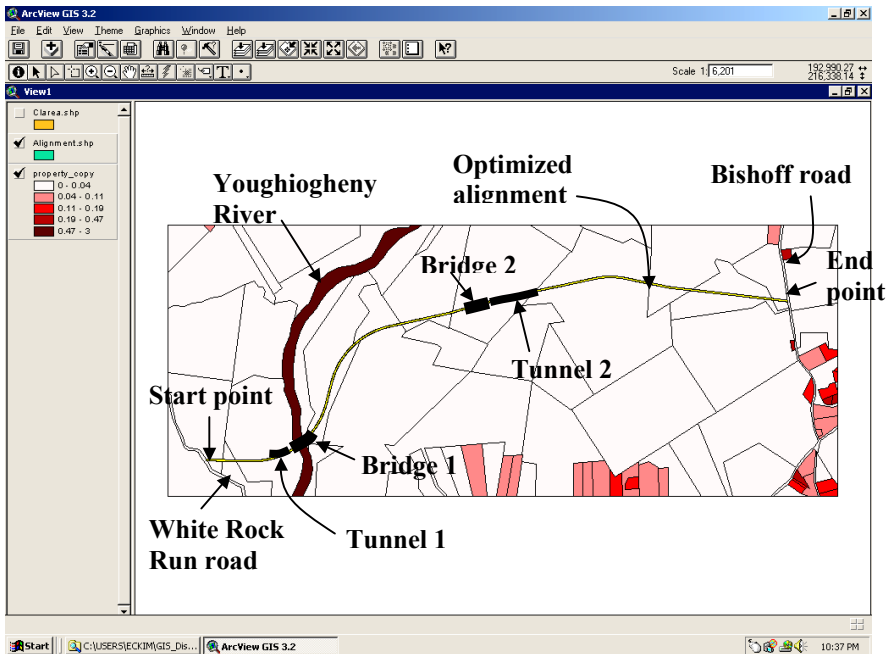 ArcView GIS 3.2
File Edit View Theme Graphics Window Help
Scale 1: 6,201
192,990.27
216,338.14
View1
Clarea.shp
Alignment.shp
property_copy
0 - 0.04
0.04 - 0.11
0.11 - 0.19
0.19 - 0.47
0.47 - 3
Youghiogheny
River
Optimized
alignment
Bishoff road
Bridge 2
End
point
Tunnel 2
Start point
Bridge 1
White Rock
Run road
Tunnel 1
Start
C:\USERS\ECKIM\GIS_Dis...
ArcView GIS 3.2
10:37 PM